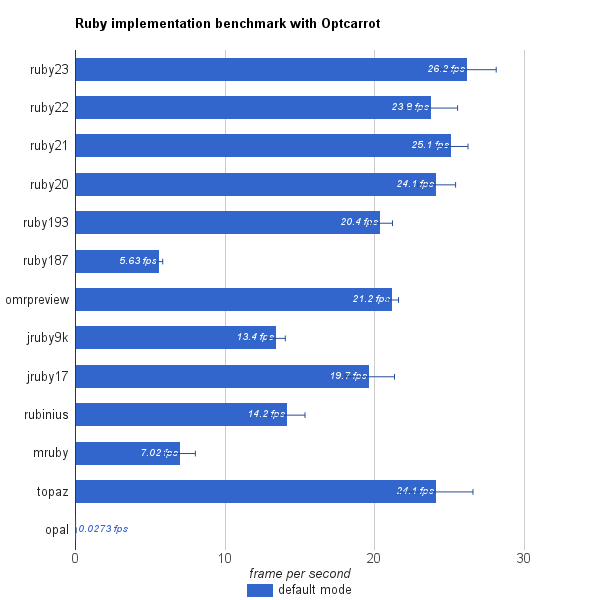 Ruby implementation benchmark with Optcarrot
ruby23 26.2 fps
ruby22 23.8 fps
ruby21 25.1 fps
ruby20 24.1 fps
ruby193 20.4 fps
ruby187 5.63 fps
omrpreview 21.2 fps
jruby9k 13.4 fps
jruby17 19.7 fps
rubinius 14.2 fps
mruby 7.02 fps
topaz 24.1 fps
opal 0.0273 fps
0 10 20 30
frame per second
default mode